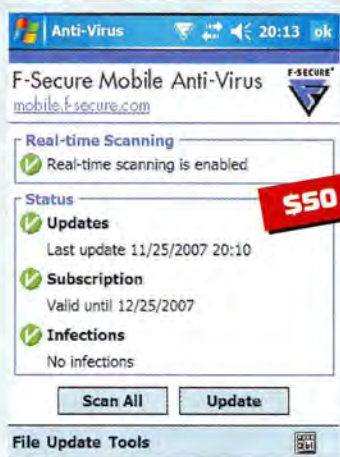 Anti-Virus 20:13 ok
F-Secure Mobile Anti-Virus
F-SECURE
mobile.f-secure.com
Real-time Scanning
Real-time scanning is enabled
$50
Status
Updates
Last update 11/25/2007 20:10
Subscription
Valid until 12/25/2007
Infections
No infections
Scan All Update
File Update Tools